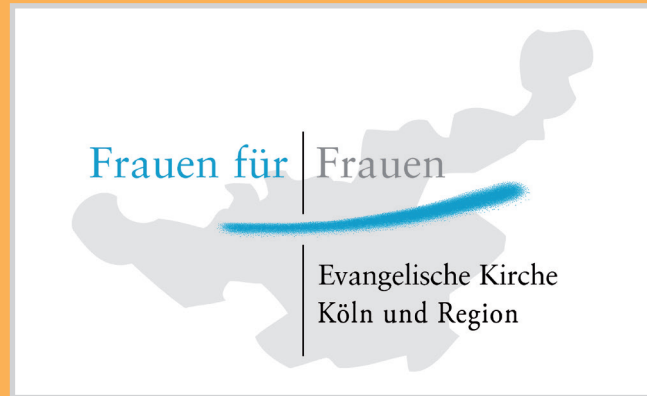 Frauen für Frauen
Evangelische Kirche
Köln und Region